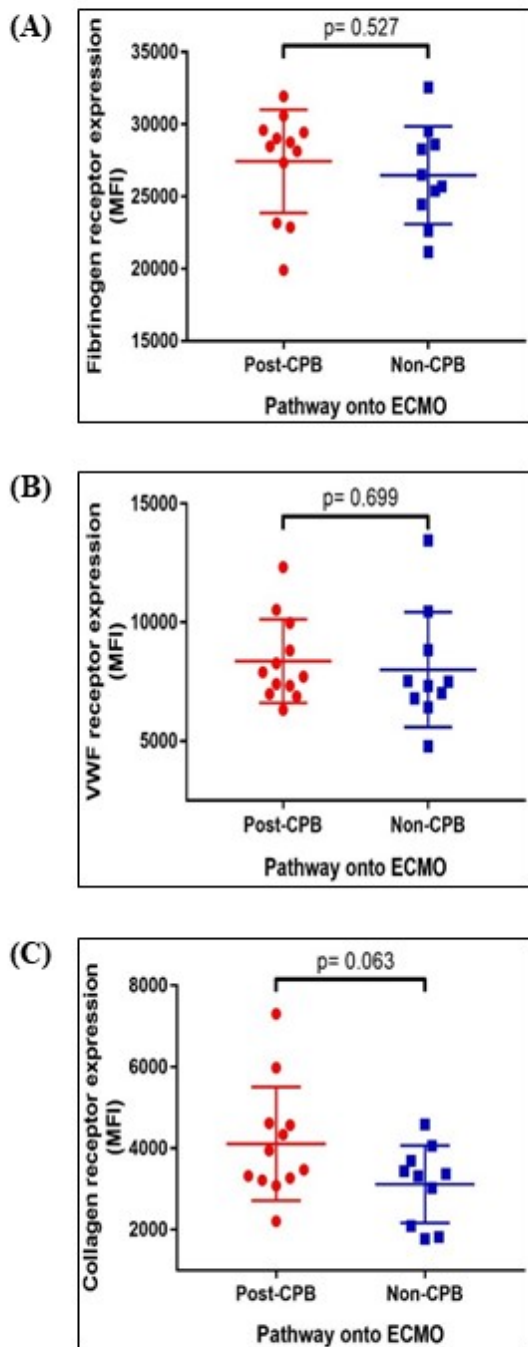 (A)
p= 0.527
Fibrinogen receptor expression
(MFI)
35000
30000
25000
20000
15000
Post-CPB Non-CPB
Pathway onto ECMO
(B)
p= 0.699
VWF receptor expression
(MFI)
15000
10000
5000
Post-CPB Non-CPB
Pathway onto ECMO
(C)
p= 0.063
Collagen receptor expression
(MFI)
8000
6000
4000
2000
Post-CPB Non-CPB
Pathway onto ECMO